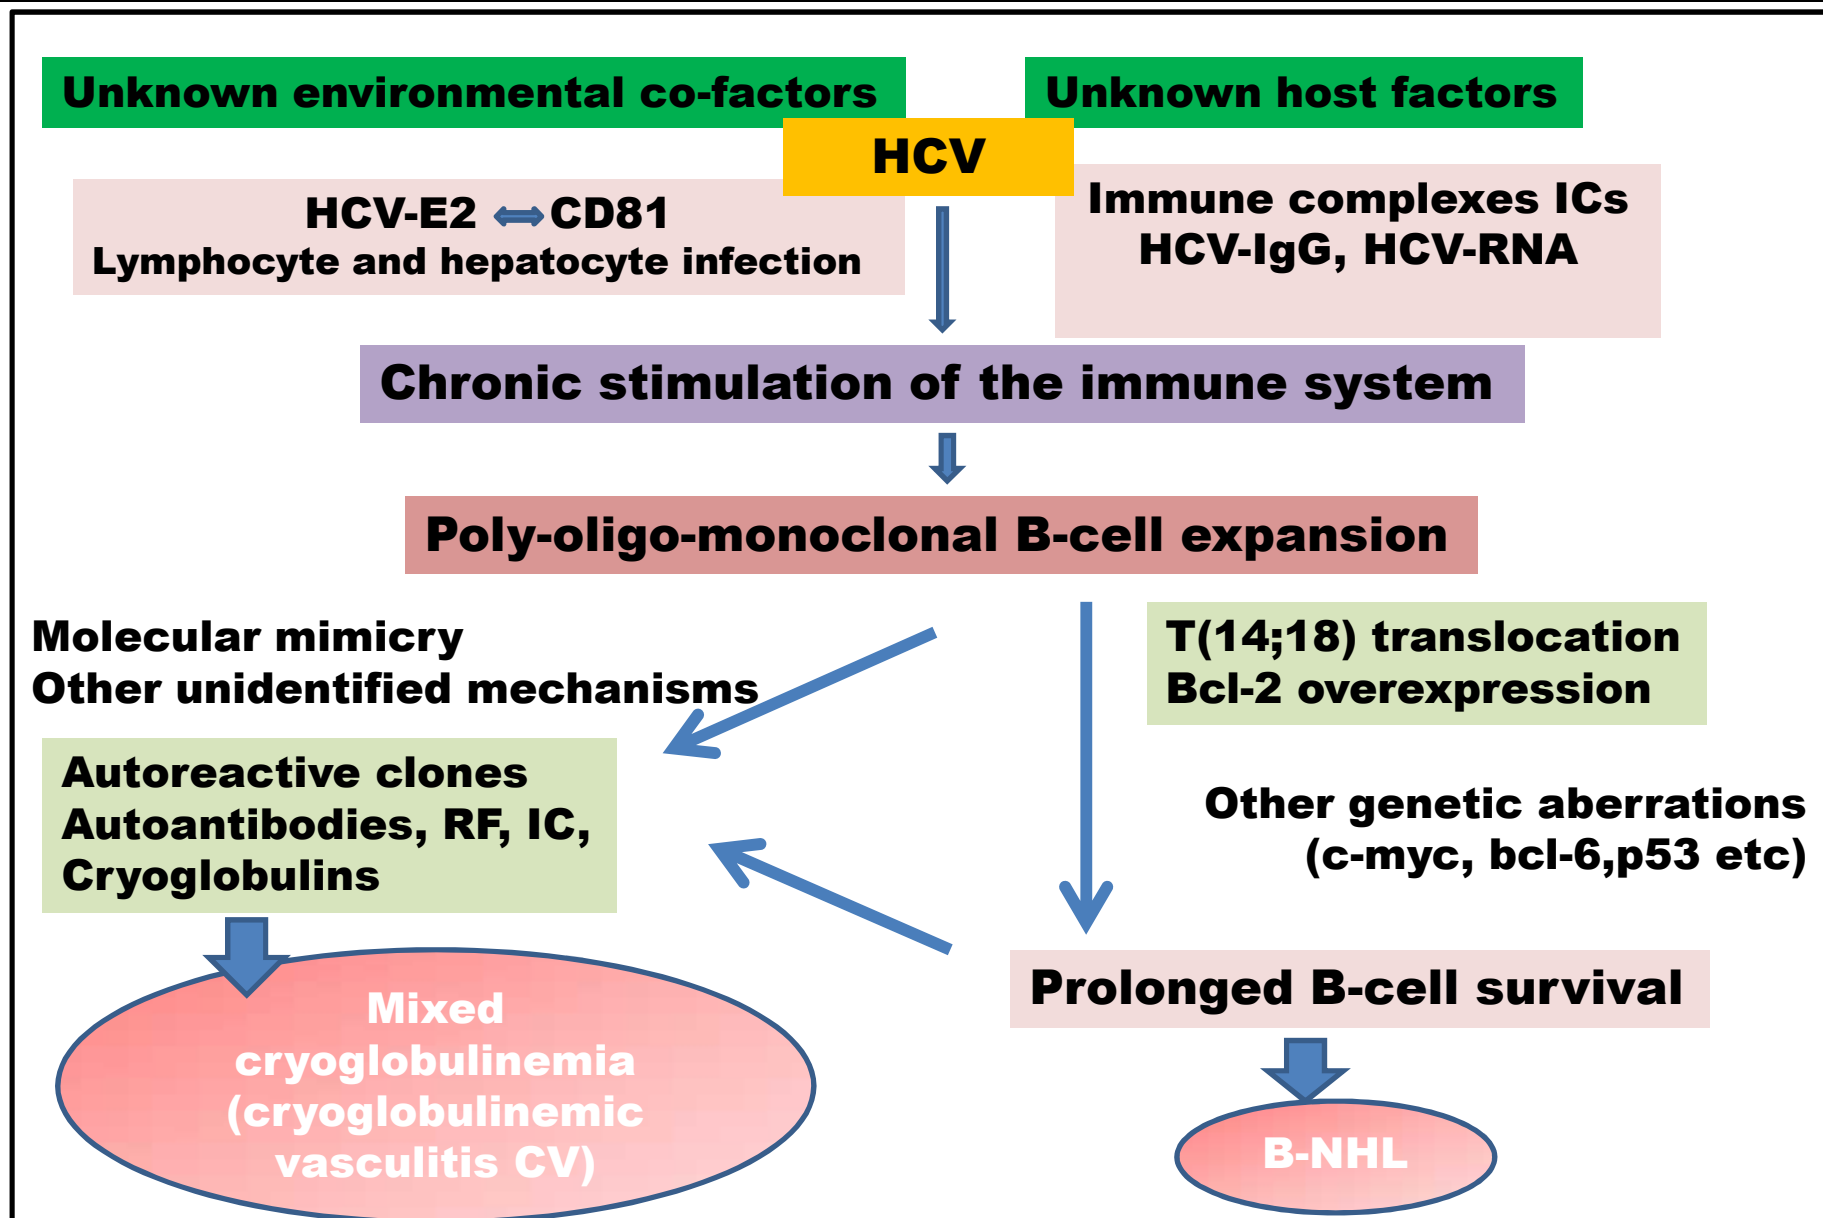 Unknown environmental co-factors
Unknown host factors
HCV
HCV-E2 ⇔ CD81
Lymphocyte and hepatocyte infection
Immune complexes ICs
HCV-IgG, HCV-RNA
Chronic stimulation of the immune system
Poly-oligo-monoclonal B-cell expansion
Molecular mimicry
Other unidentified mechanisms
T(14;18) translocation
Bcl-2 overexpression
Autoreactive clones
Autoantibodies, RF, IC,
Cryoglobulins
Other genetic aberrations
(c-myc, bcl-6,p53 etc)
Prolonged B-cell survival
Mixed
cryoglobulinemia
(cryoglobulinemic
vasculitis CV)
B-NHL